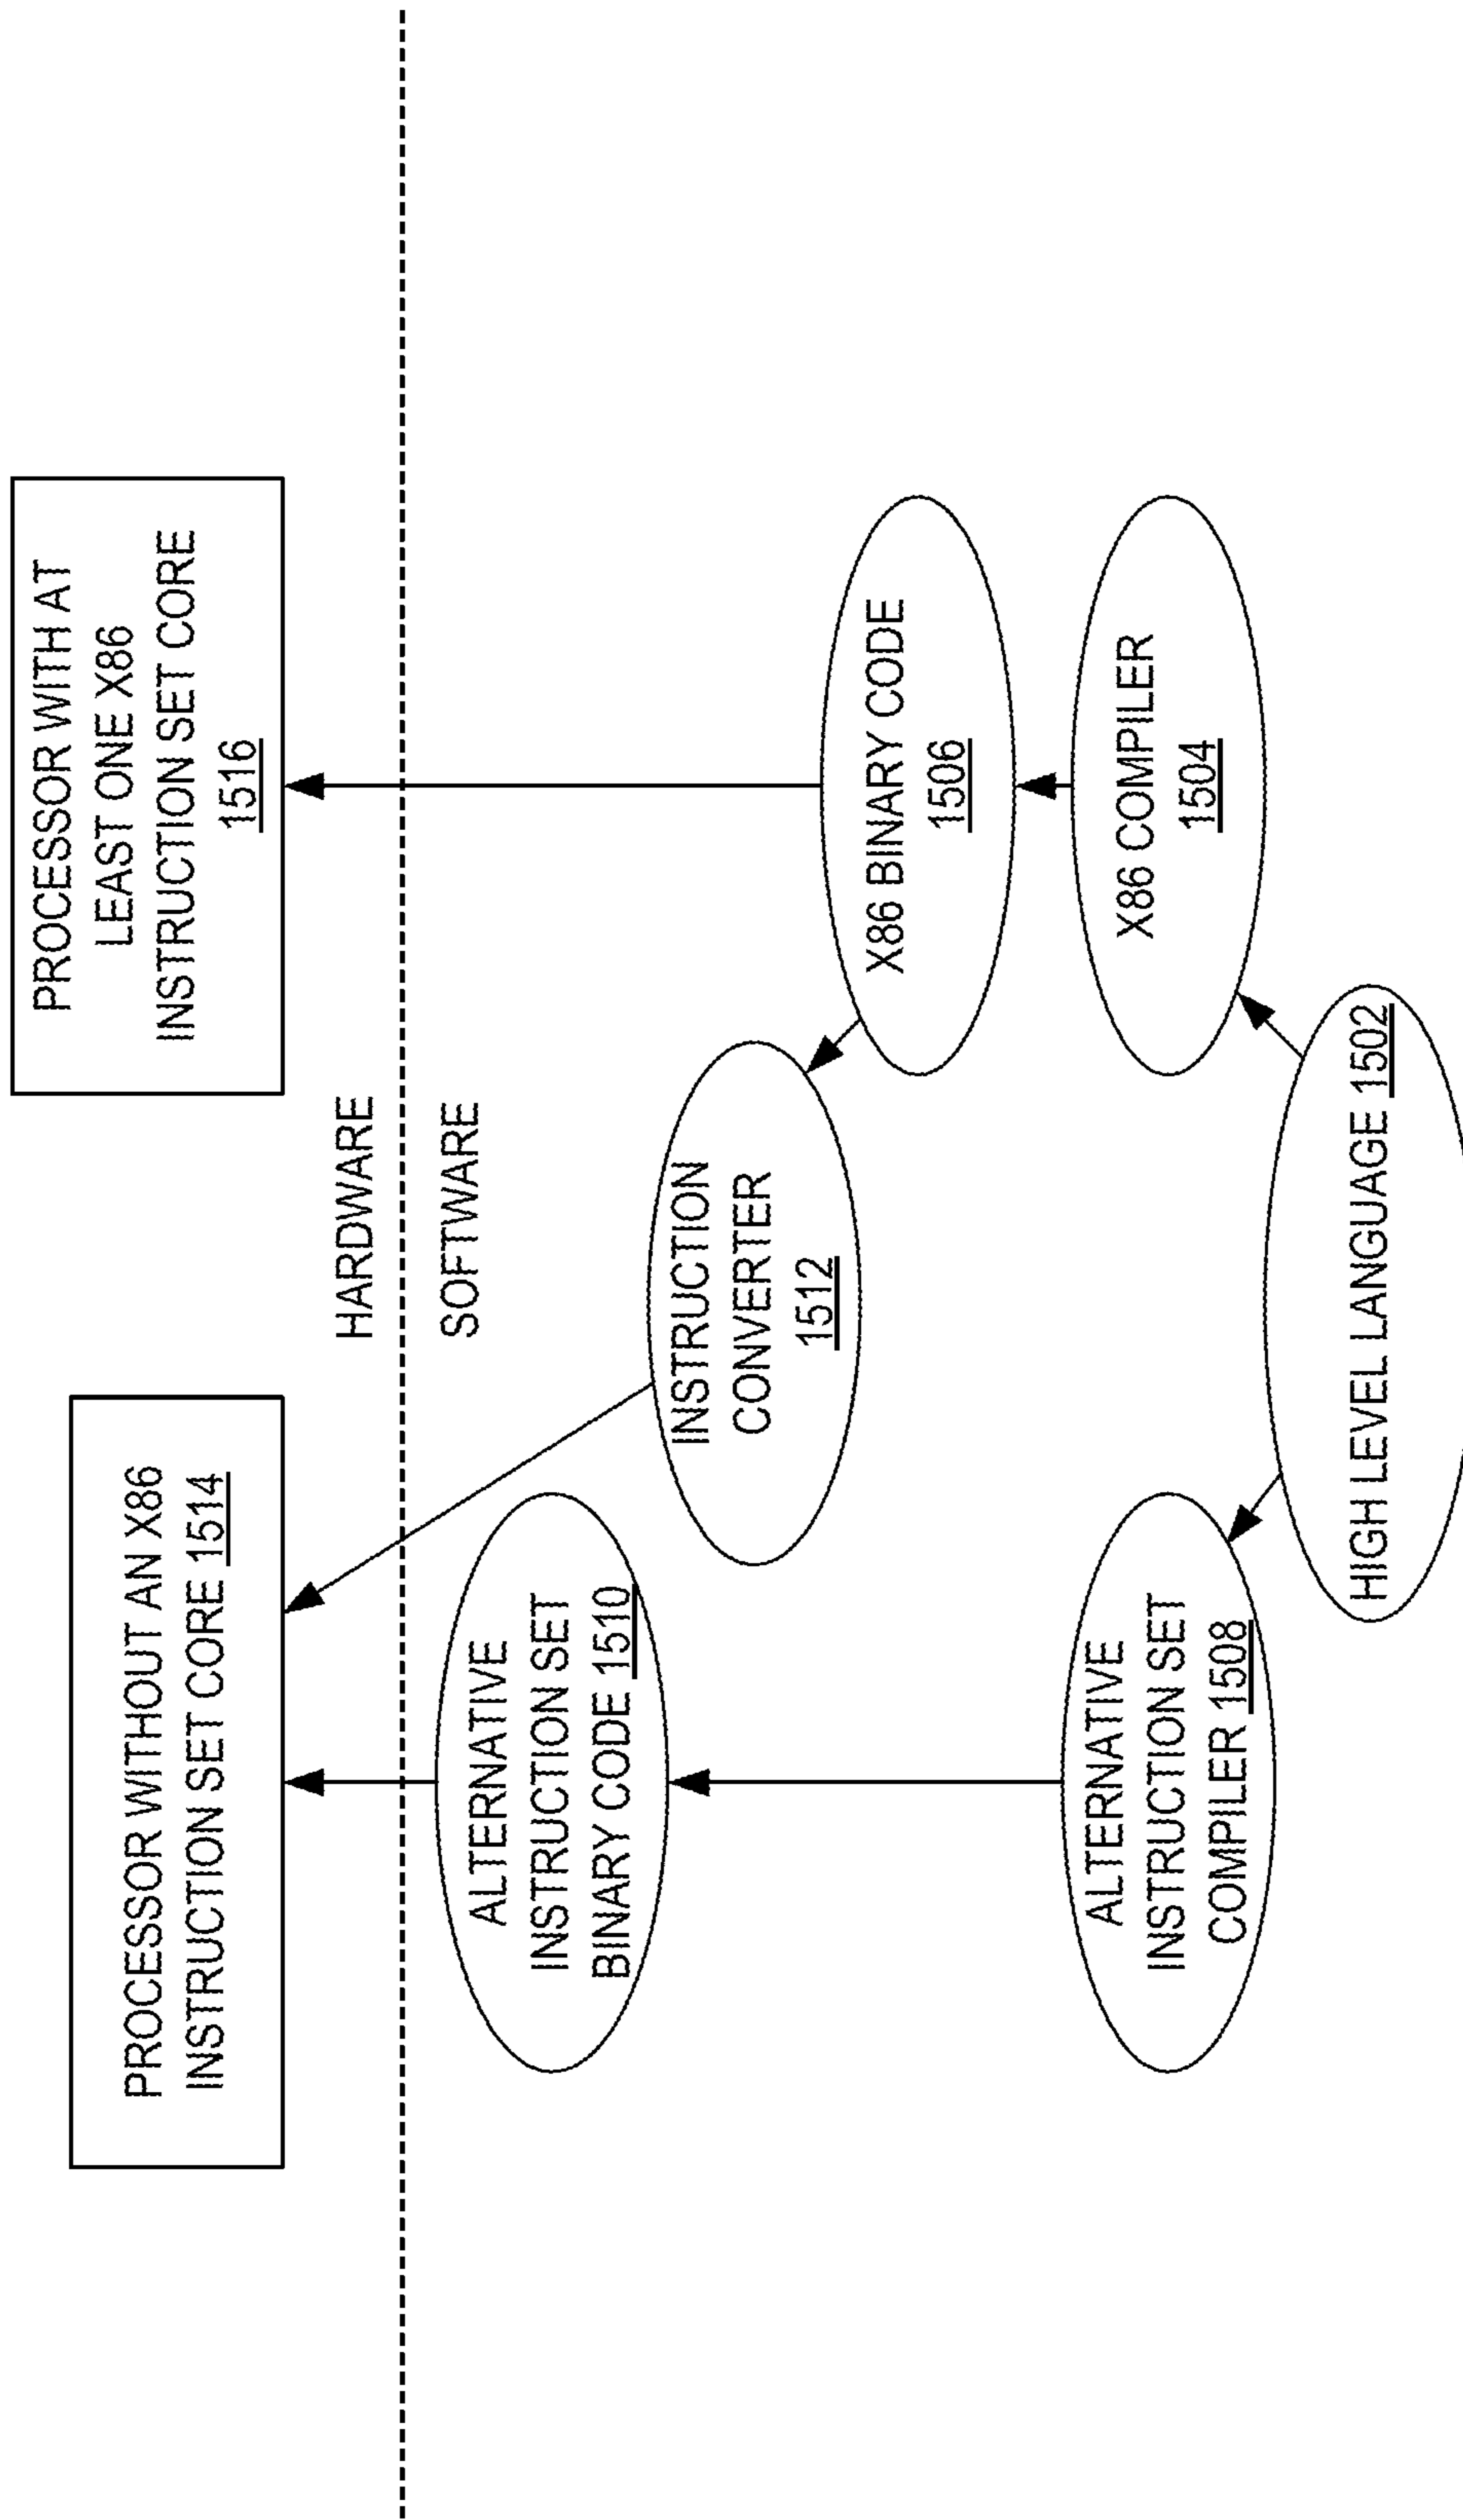 PROCESSOR WITHOUT AN X86
INSTRUCTION SET CORE 1514
PROCESSOR WITH AT
LEAST ONE X86
INSTRUCTION SET CORE
1516
HARDWARE
SOFTWARE
ALTERNATIVE
INSTRUCTION SET
BINARY CODE 1510
INSTRUCTION
CONVERTER
1512
X86 BINARY CODE
1506
ALTERNATIVE
INSTRUCTION SET
COMPILER 1508
X86 COMPILER
1504
HIGH LEVEL LANGUAGE 1502